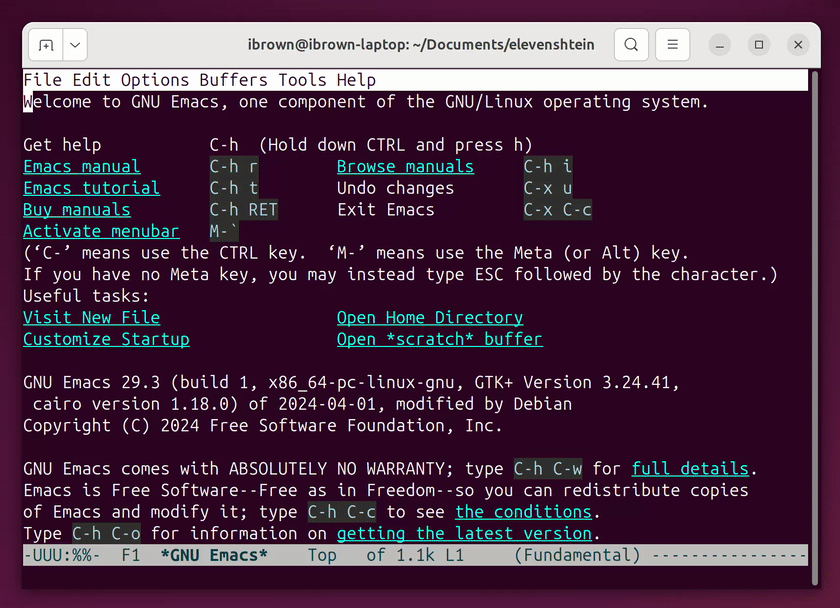 ibrown@ibrown-laptop: ~/Documents/elevenshtein
File Edit Options Buffers Tools Help
Welcome to GNU Emacs, one component of the GNU/Linux operating system.
Get help C-h (Hold down CTRL and press h)
Emacs manual C-h r Browse manuals C-h i
Emacs tutorial C-h t Undo changes C-x u
Buy manuals C-h RET Exit Emacs C-x C-c
Activate menubar M-`
(‘C-’ means use the CTRL key. ‘M-’ means use the Meta (or Alt) key.
If you have no Meta key, you may instead type ESC followed by the character.)
Useful tasks:
Visit New File Open Home Directory
Customize Startup Open *scratch* buffer
GNU Emacs 29.3 (build 1, x86_64-pc-linux-gnu, GTK+ Version 3.24.41,
cairo version 1.18.0) of 2024-04-01, modified by Debian
Copyright (C) 2024 Free Software Foundation, Inc.
GNU Emacs comes with ABSOLUTELY NO WARRANTY; type C-h C-w for full details.
Emacs is Free Software--Free as in Freedom--so you can redistribute copies
of Emacs and modify it; type C-h C-c to see the conditions.
Type C-h C-o for information on getting the latest version.
-UUU:%%- F1 *GNU Emacs* Top of 1.1k L1 (Fundamental) ----------------